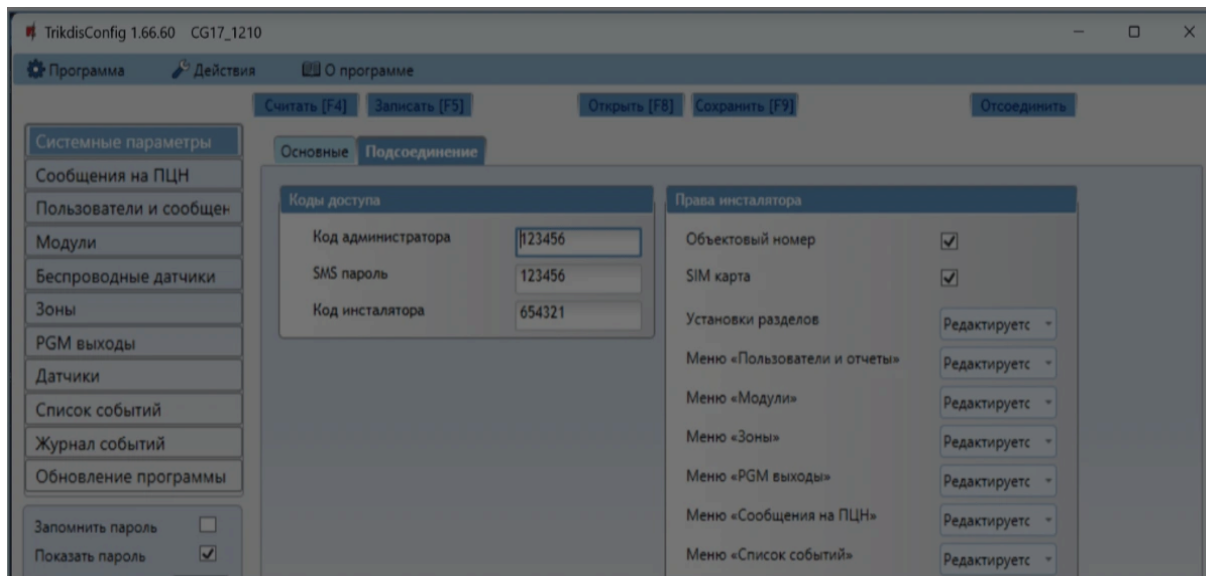 TrikdisConfig 1.66.60 CG17_1210
Программа Действия О программе
Считать [F4] Записать [F5] Открыть [F8] Сохранить [F9] Отсоединить
Системные параметры
Сообщения на ПЦН
Пользователи и сообщен
Модули
Беспроводные датчики
Зоны
PGM выходы
Датчики
Список событий
Журнал событий
Обновление программы
Запомнить пароль
Показать пароль
Основные Подсоединение
Коды доступа
Код администратора 123456
SMS пароль 123456
Код инсталятора 654321
Права инсталятора
Объектовый номер
SIM карта
Установки разделов Редактируетс
Меню «Пользователи и отчеты» Редактируетс
Меню «Модули» Редактируетс
Меню «Зоны» Редактируетс
Меню «PGM выходы» Редактируетс
Меню «Сообщения на ПЦН» Редактируетс
Меню «Список событий» Редактируетс